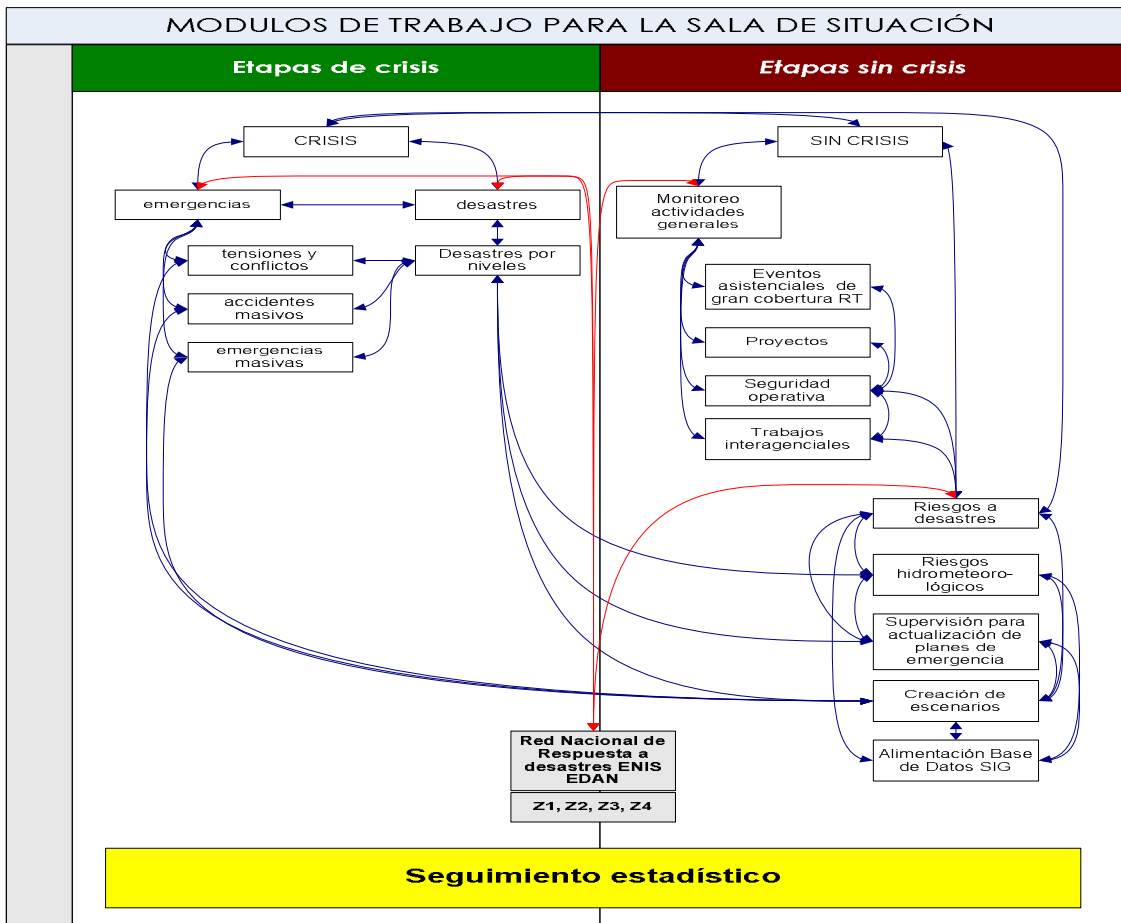 MODULOS DE TRABAJO PARA LA SALA DE SITUACIÓN
Etapas de crisis
Etapas sin crisis
CRISIS
SIN CRISIS
emergencias
desastres
Monitoreo
actividades
generales
tensiones y
conflictos
Desastres por
niveles
Eventos
asistenciales de
gran cobertura RT
accidentes
masivos
Proyectos
emergencias
masivas
Seguridad
operativa
Trabajos
interagenciales
Riesgos a
desastres
Riesgos
hidrometeoro-
lógicos
Supervisión para
actualización de
planes de
emergencia
Creación de
escenarios
Red Nacional de
Respuesta a
desastres ENIS
EDAN
Alimentación Base
de Datos SIG
Z1, Z2, Z3, Z4
Seguimiento estadístico